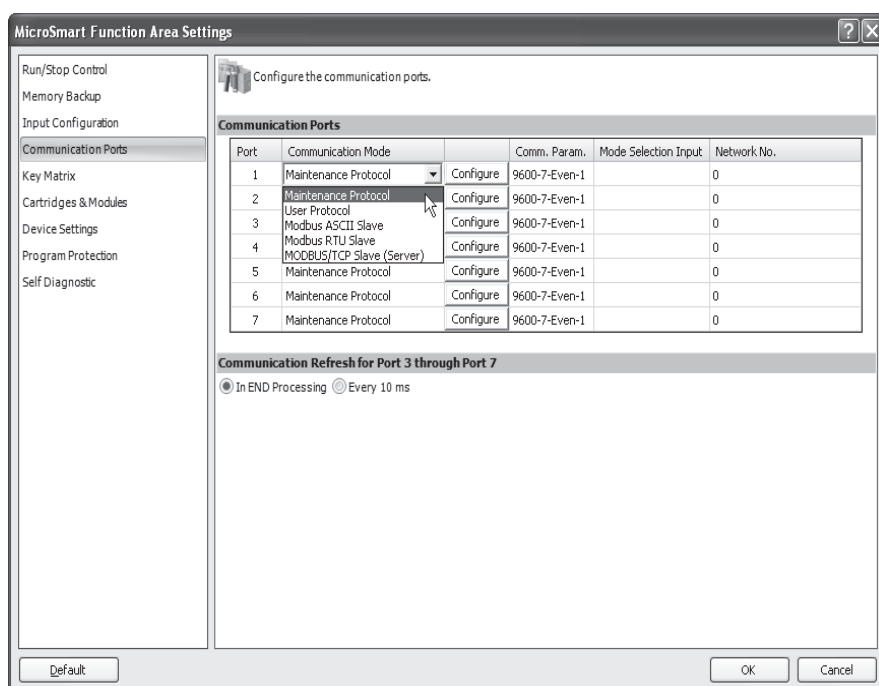 MicroSmart Function Area Settings
?
X
Run/Stop Control
Memory Backup
Input Configuration
Communication Ports
Key Matrix
Cartridges & Modules
Device Settings
Program Protection
Self Diagnostic
Configure the communication ports.
Communication Ports
Port Communication Mode Comm. Param. Mode Selection Input Network No.
1 Maintenance Protocol Configure 9600-7-Even-1 0
2 Configure 9600-7-Even-1 0
3 Configure 9600-7-Even-1 0
4 Configure 9600-7-Even-1 0
Maintenance Protocol
User Protocol
Modbus ASCII Slave
Modbus RTU Slave
MODBUS/TCP Slave (Server)
5 Maintenance Protocol Configure 9600-7-Even-1 0
6 Maintenance Protocol Configure 9600-7-Even-1 0
7 Maintenance Protocol Configure 9600-7-Even-1 0
Communication Refresh for Port 3 through Port 7
In END Processing Every 10 ms
Default OK Cancel